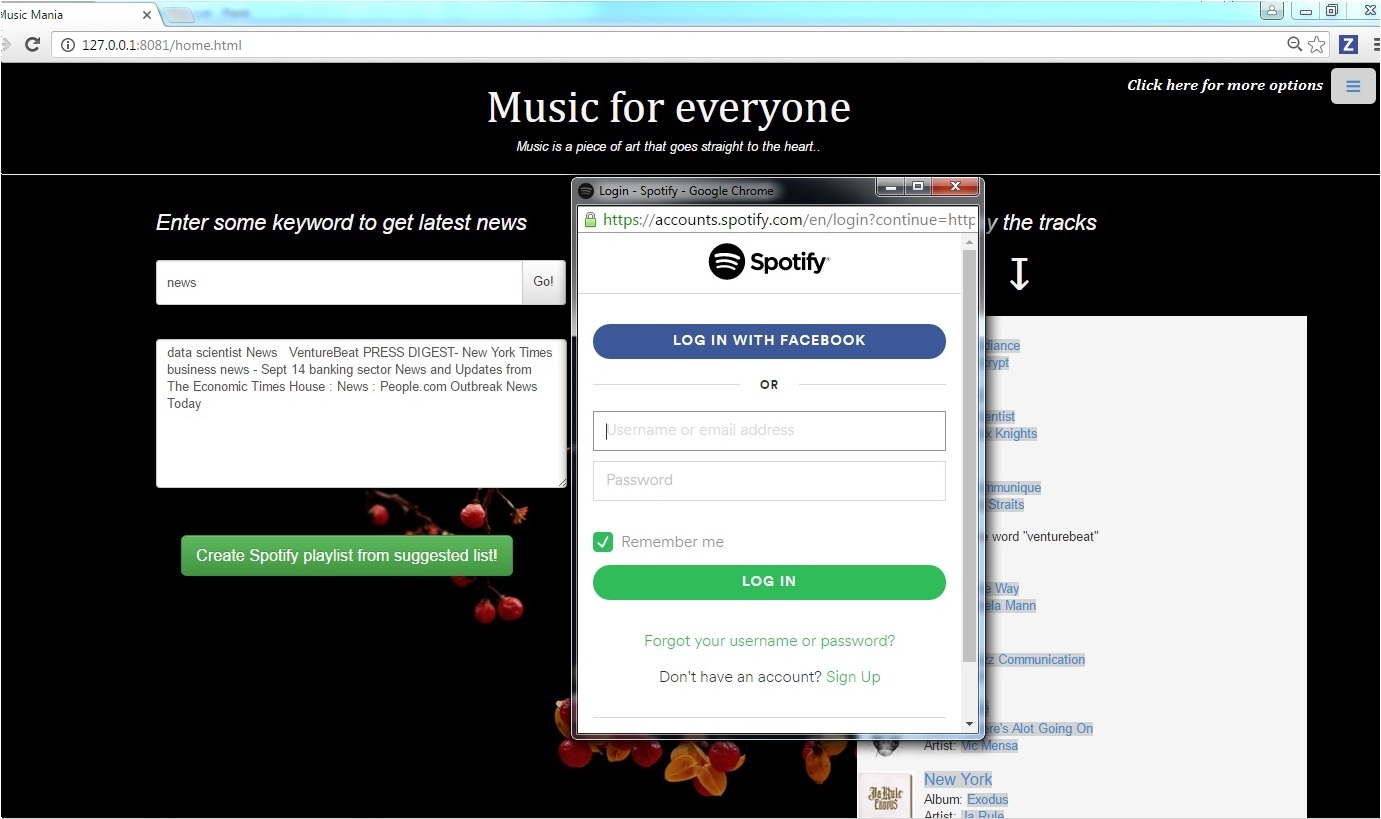 Music Mania
127.0.0.1:8081/home.html
Z
Click here for more options
Music for everyone
Music is a piece of art that goes straight to the heart..
Enter some keyword to get latest news
news
Go!
data scientist News VentureBeat PRESS DIGEST- New York Times
business news - Sept 14 banking sector News and Updates from
The Economic Times House : News : People.com Outbreak News
Today
Create Spotify playlist from suggested list!
Login - Spotify - Google Chrome
https://accounts.spotify.com/en/login?continue=http
Spotify
LOG IN WITH FACEBOOK
OR
Username or email address
Password
Remember me
LOG IN
Forgot your username or password?
Don't have an account? Sign Up
y the tracks
Knights
mmunique
Straits
word "venturebeat"
Way
ela Mann
Communication
ere's Alot Going On
Artist: Vic Mensa
New York
Album: Exodus
Artist: Ja Rule
Ja Rule
Exodus